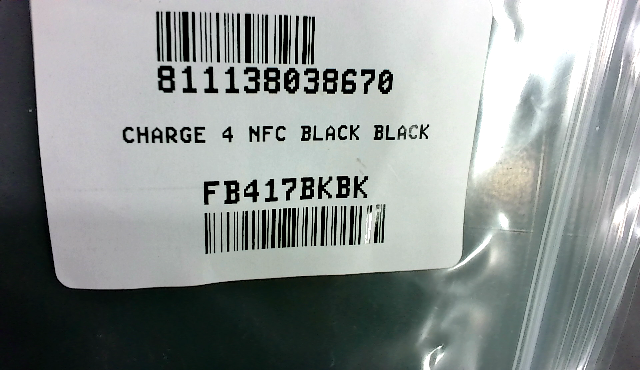 811138038670
CHARGE 4 NFC BLACK BLACK
FB417BKBK